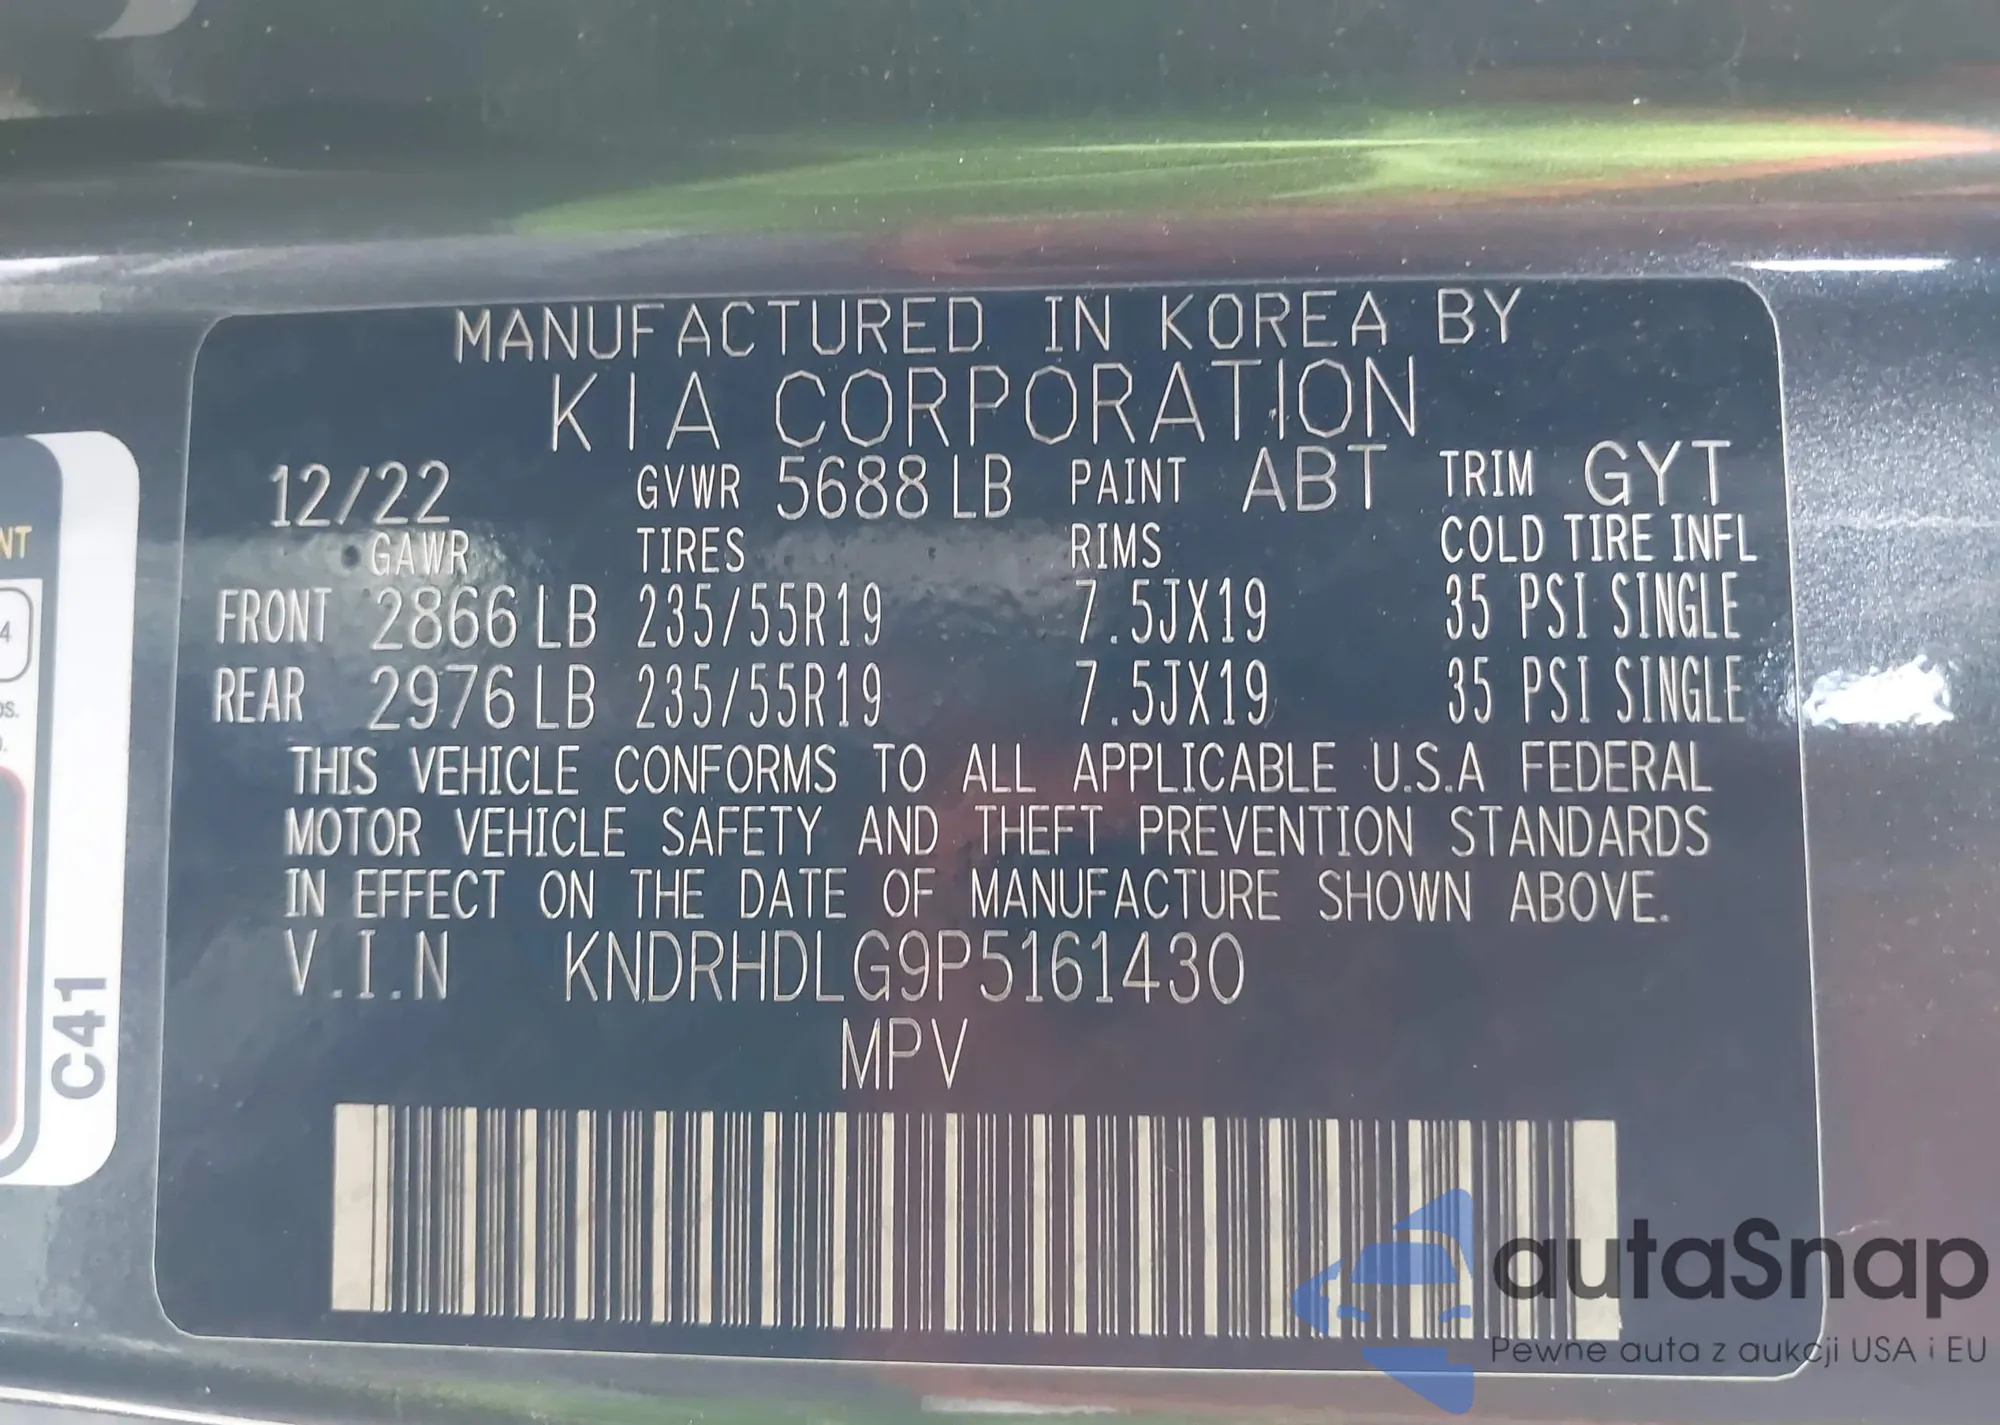 MANUFACTURED IN KOREA BY
KIA CORPORATION
12/22 GVWR 5688 LB PAINT ABT TRIM GYT
GAWR TIRES RIMS COLD TIRE INFL
FRONT 2866 LB 235/55R19 7.5JX19 35 PSI SINGLE
REAR 2976 LB 235/55R19 7.5JX19 35 PSI SINGLE
THIS VEHICLE CONFORMS TO ALL APPLICABLE U.S.A FEDERAL
MOTOR VEHICLE SAFETY AND THEFT PREVENTION STANDARDS
IN EFFECT ON THE DATE OF MANUFACTURE SHOWN ABOVE.
V.I.N KNDRHDLG9P5161430
MPV
C41
NT
4
autaSnap
Pewne auta z aukcji USA i EU